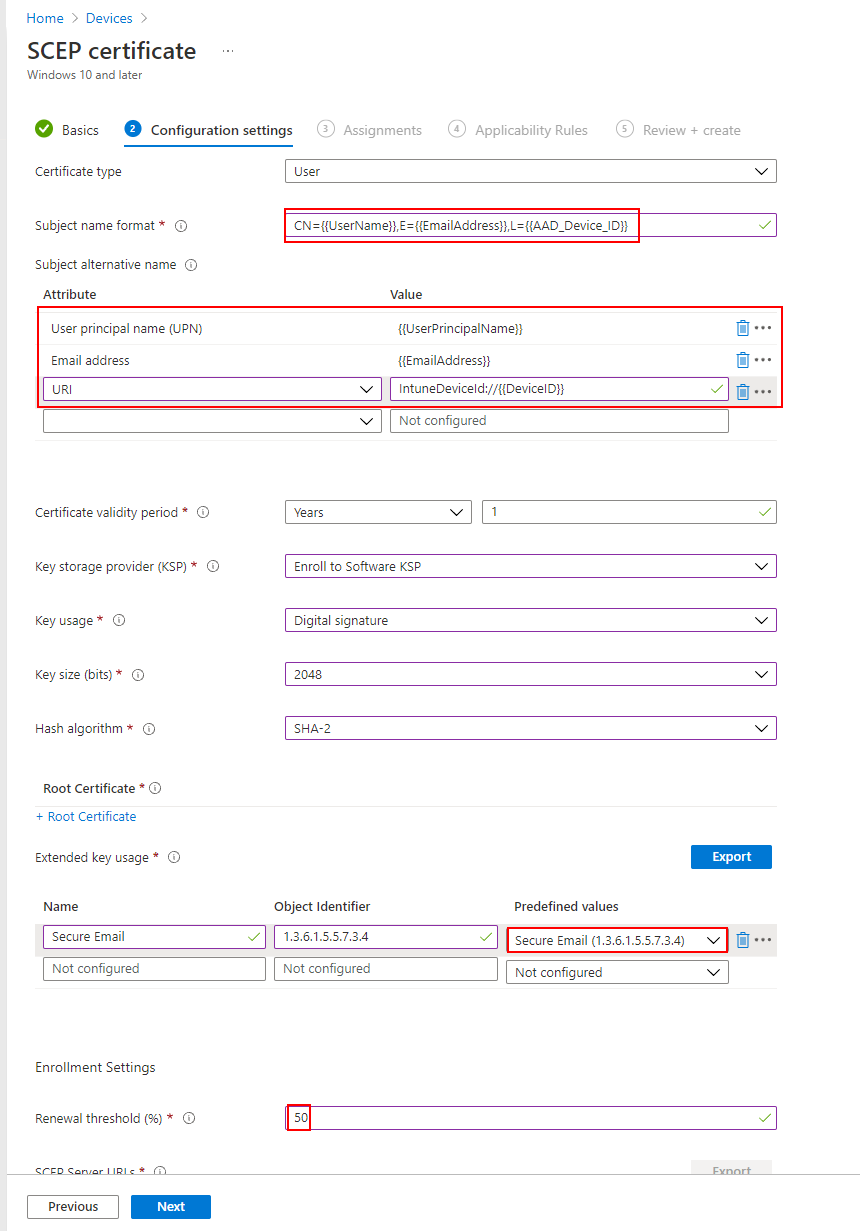 Home > Devices >
SCEP certificate ...
Windows 10 and later
Basics 2 Configuration settings 3 Assignments 4 Applicability Rules 5 Review + create
Certificate type User
Subject name format * CN={{UserName}},E={{EmailAddress}},L={{AAD_Device_ID}}
Subject alternative name
Attribute Value
User principal name (UPN) {{UserPrincipalName}}
Email address {{EmailAddress}}
URI IntuneDeviceId://{{DeviceID}}
Not configured
Certificate validity period * Years 1
Key storage provider (KSP) * Enroll to Software KSP
Key usage * Digital signature
Key size (bits) * 2048
Hash algorithm * SHA-2
Root Certificate *
+ Root Certificate
Extended key usage * Export
Name Object Identifier Predefined values
Secure Email 1.3.6.1.5.5.7.3.4 Secure Email (1.3.6.1.5.5.7.3.4)
Not configured Not configured Not configured
Enrollment Settings
Renewal threshold (%) * 50
SCEP Server URLs * Export
Previous Next